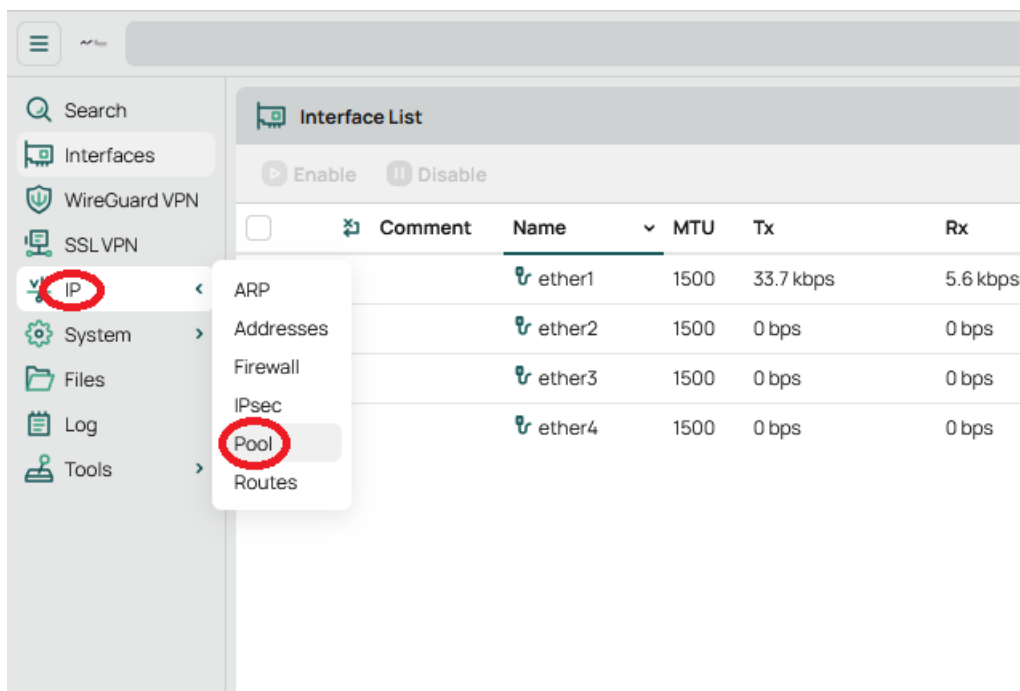 Search
Interfaces
WireGuard VPN
SSL VPN
IP
System
Files
Log
Tools
ARP
Addresses
Firewall
IPsec
Pool
Routes
Interface List
Enable Disable
Comment Name MTU Tx Rx
ether1 1500 33.7 kbps 5.6 kbps
ether2 1500 0 bps 0 bps
ether3 1500 0 bps 0 bps
ether4 1500 0 bps 0 bps